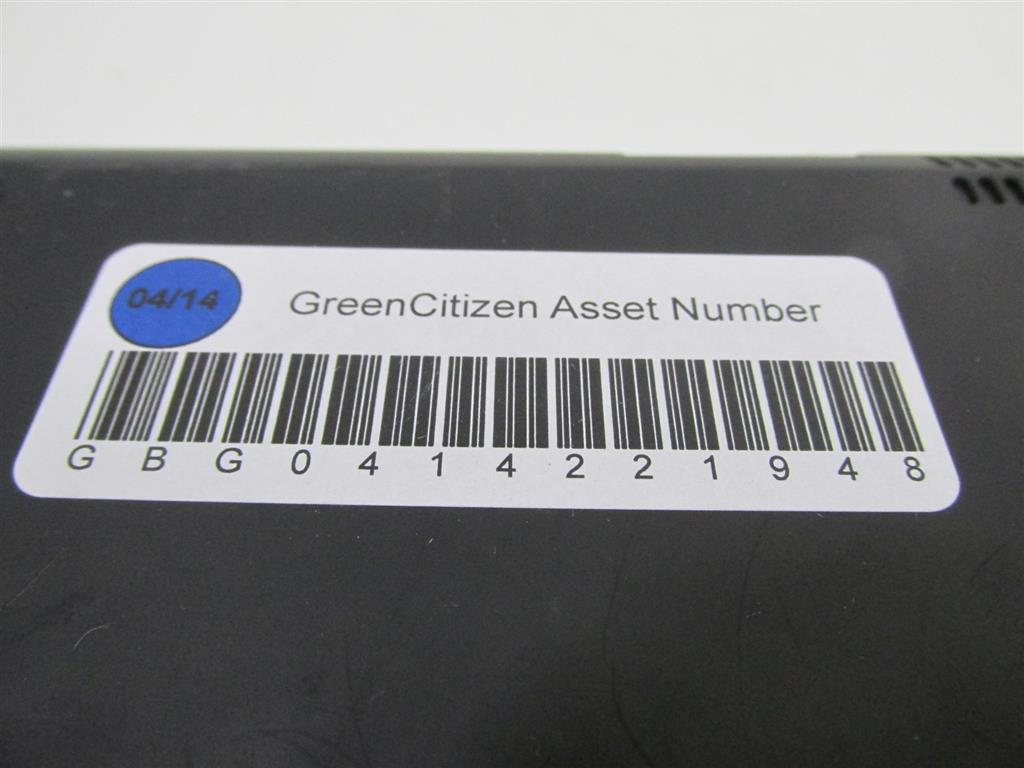 04/14
GreenCitizen Asset Number
G B G 0 4 1 4 2 2 1 9 4 8